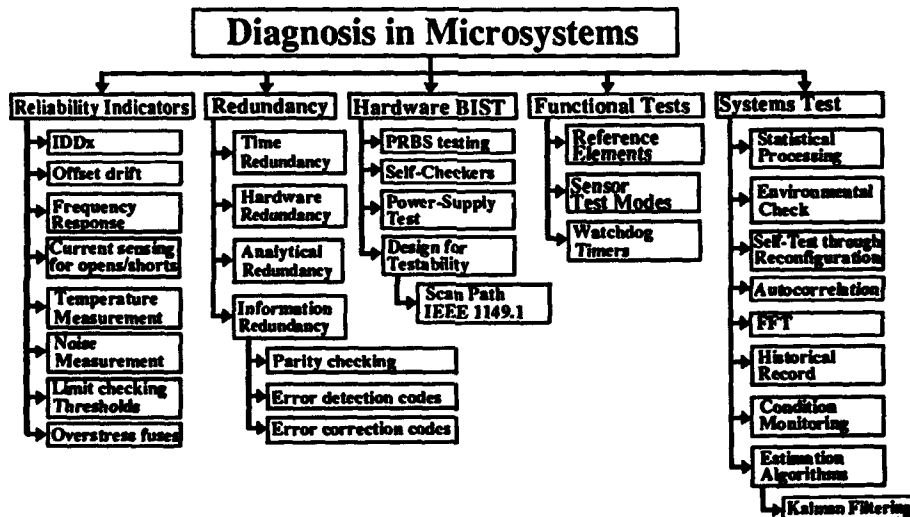 Diagnosis in Microsystems
Reliability Indicators
IDDx
Offset drift
Frequency
Response
Current sensing
for opens/shorts
Temperature
Measurement
Noise
Measurement
Limit checking
Thresholds
Overstress fuses
Redundancy
Time
Redundancy
Hardware
Redundancy
Analytical
Redundancy
Information
Redundancy
Parity checking
Error detection codes
Error correction codes
Hardware BIST
PRBS testing
Self-Checkers
Power-Supply
Test
Design for
Testability
Scan Path
IEEE 1149.1
Functional Tests
Reference
Elements
Sensor
Test Modes
Watchdog
Timers
Systems Test
Statistical
Processing
Environmental
Check
Self-Test through
Reconfiguration
Autocorrelation
FFT
Historical
Record
Condition
Monitoring
Estimation
Algorithms
Kalman Filtering